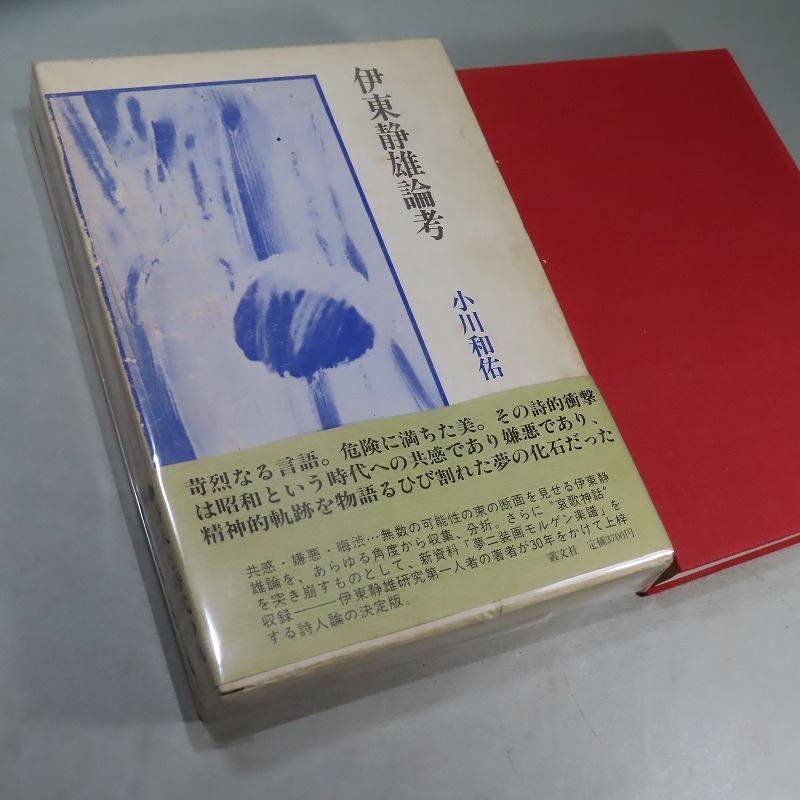 伊東静雄論考
小川和佑
苛烈なる言語。危険に満ちた美。その詩的衝撃
は昭和という時代への共感であり嫌悪であり、
精神的軌跡を物語るひび割れた夢の化石だった
共感・嫌悪・晦渋…無数の可能性の束の断面を見せる伊東静
雄論を，あらゆる角度から収集、分折。さらに“哀歌神話”
を突き崩すものとして、新資料「夢二装画モルゲン楽譜」を
収録――伊東静雄研究第一人者の著者が30年をかけて上梓
する詩人論の決定版。
叢文社 定価3700円